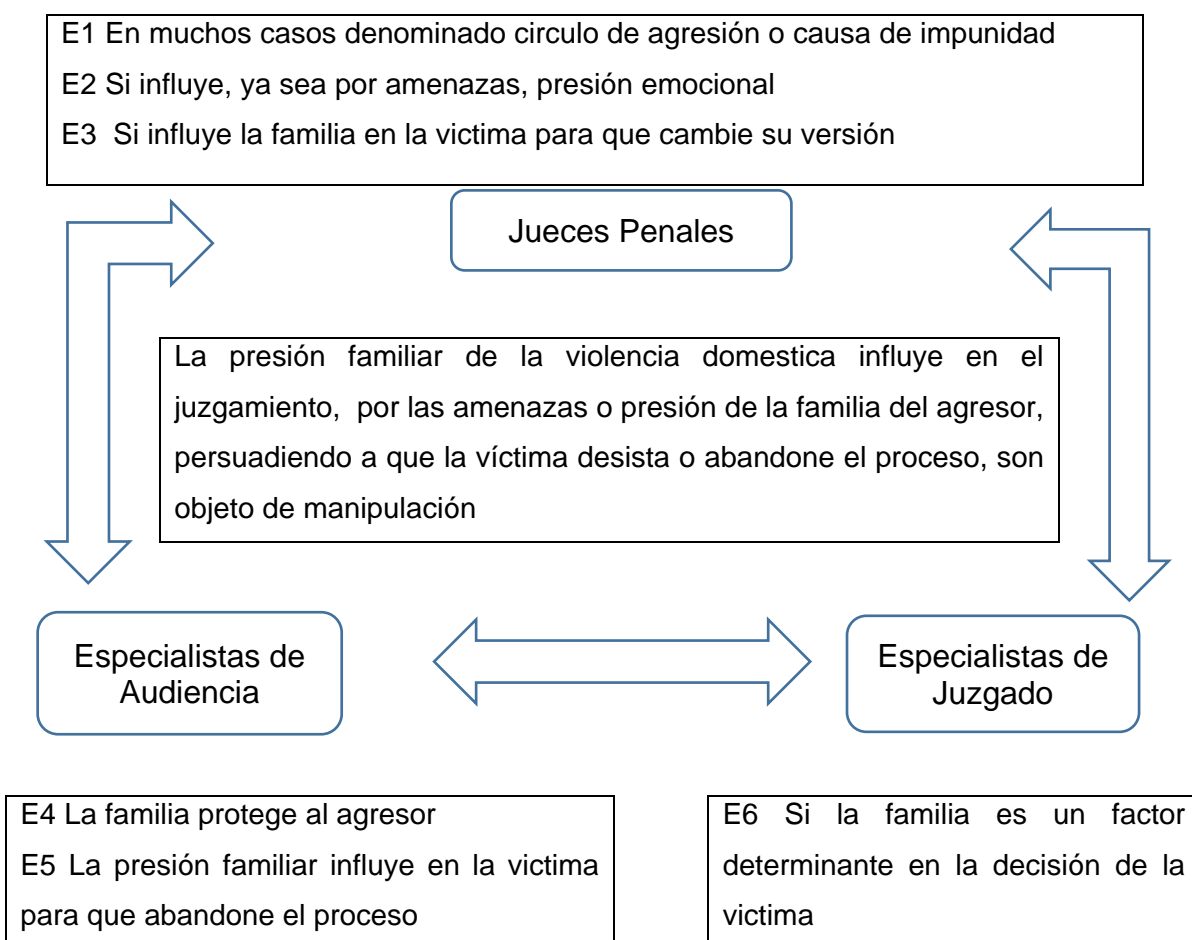 E1 En muchos casos denominado circulo de agresión o causa de impunidad
E2 Si influye, ya sea por amenazas, presión emocional
E3 Si influye la familia en la victima para que cambie su versión
Jueces Penales
La presión familiar de la violencia domestica influye en el
juzgamiento, por las amenazas o presión de la familia del agresor,
persuadiendo a que la víctima desista o abandone el proceso, son
objeto de manipulación
Especialistas de
Audiencia
Especialistas de
Juzgado
E4 La familia protege al agresor
E5 La presión familiar influye en la victima
para que abandone el proceso
E6 Si la familia es un factor
determinante en la decisión de la
victima